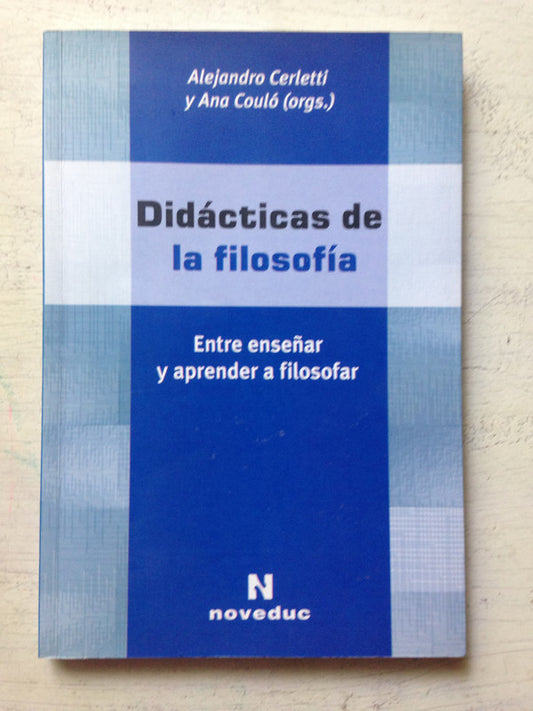 Alejandro Cerletti
y Ana Couló (orgs.)
Didácticas de
la filosofía
Entre enseñar
y aprender a filosofar
N
noveduc